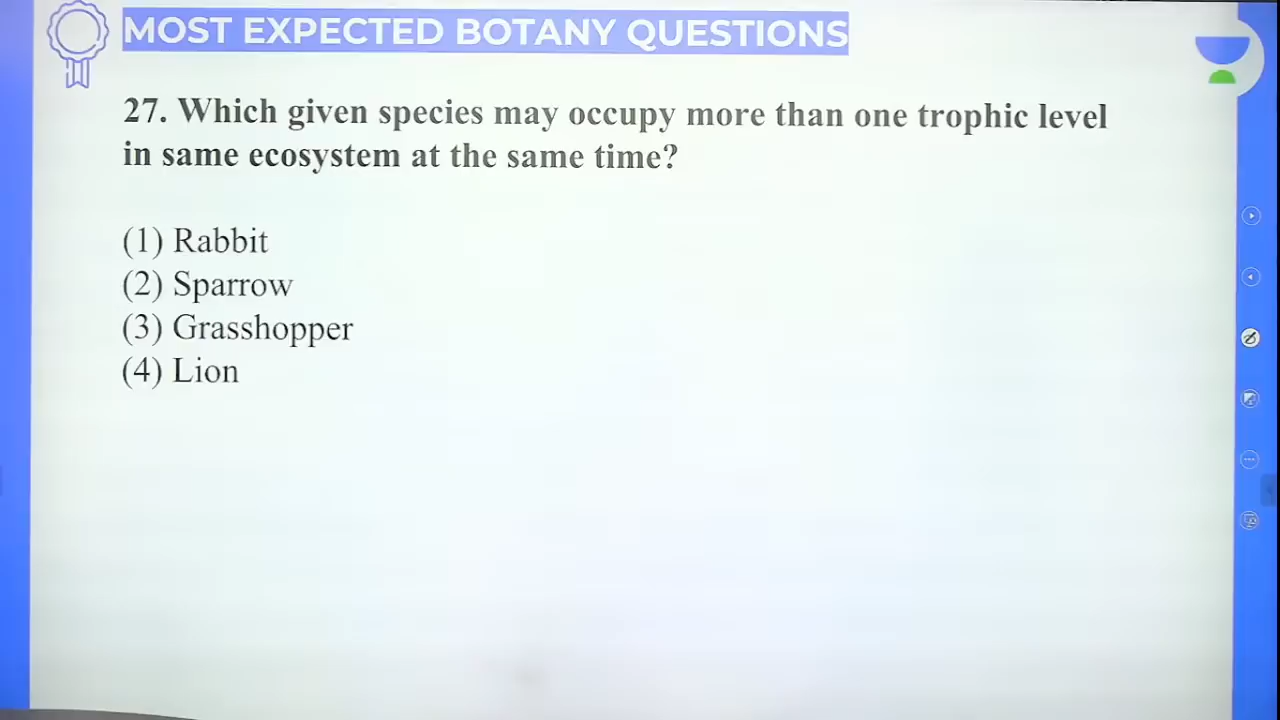 MOST EXPECTED BOTANY QUESTIONS
27. Which given species may occupy more than one trophic level
in same ecosystem at the same time?
(1) Rabbit
(2) Sparrow
(3) Grasshopper
(4) Lion